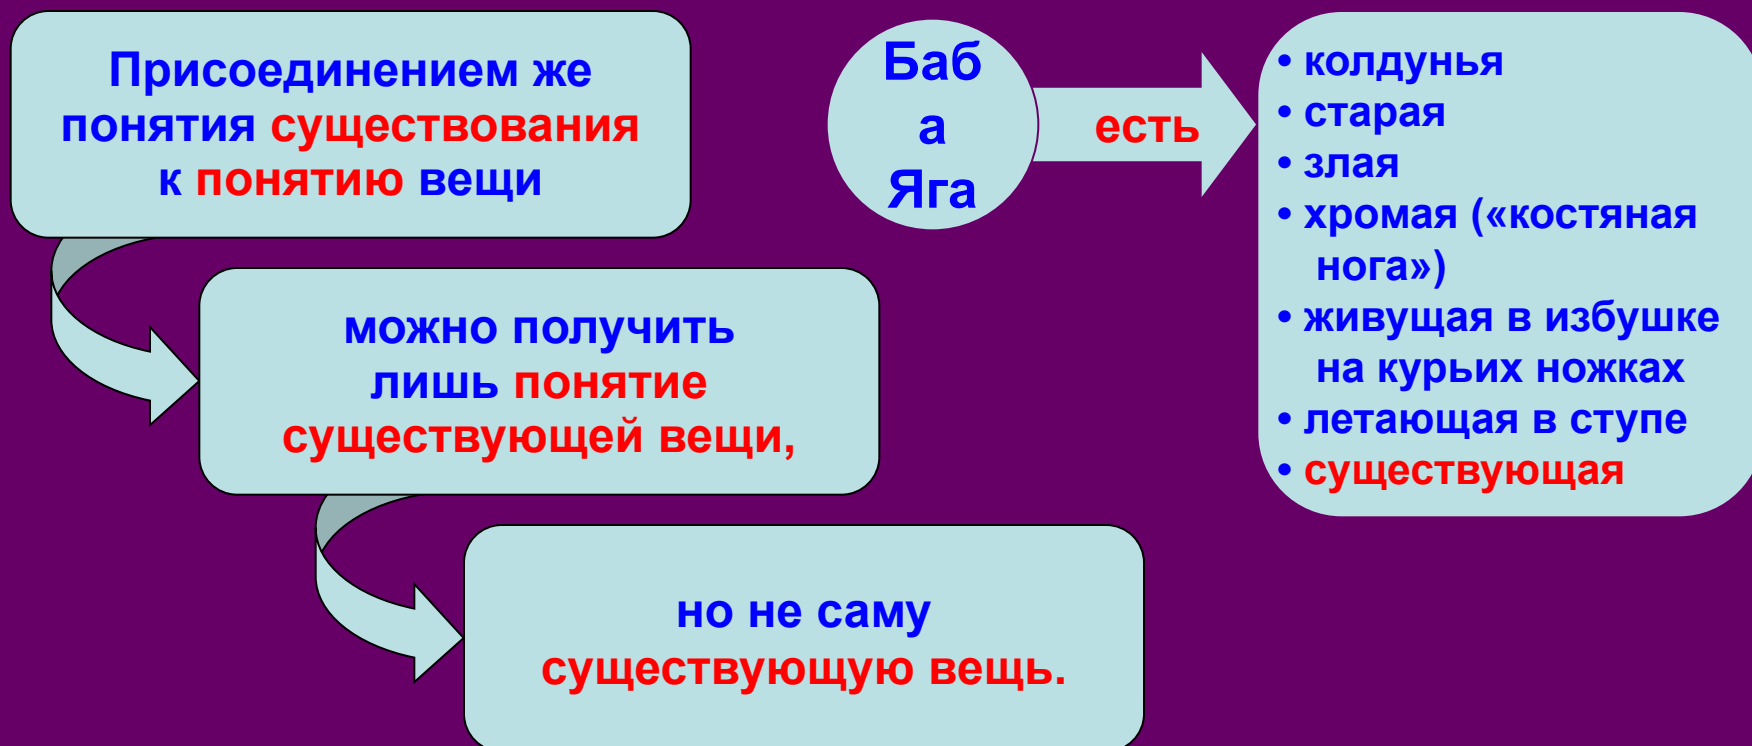 Присоединением же
понятия существования
к понятию вещи
можно получить
лишь понятие
существующей вещи,
но не саму
существующую вещь.
Баб
а
Яга
есть
• колдунья
• старая
• злая
• хромая («костяная
нога»)
• живущая в избушке
на курьих ножках
• летающая в ступе
• существующая